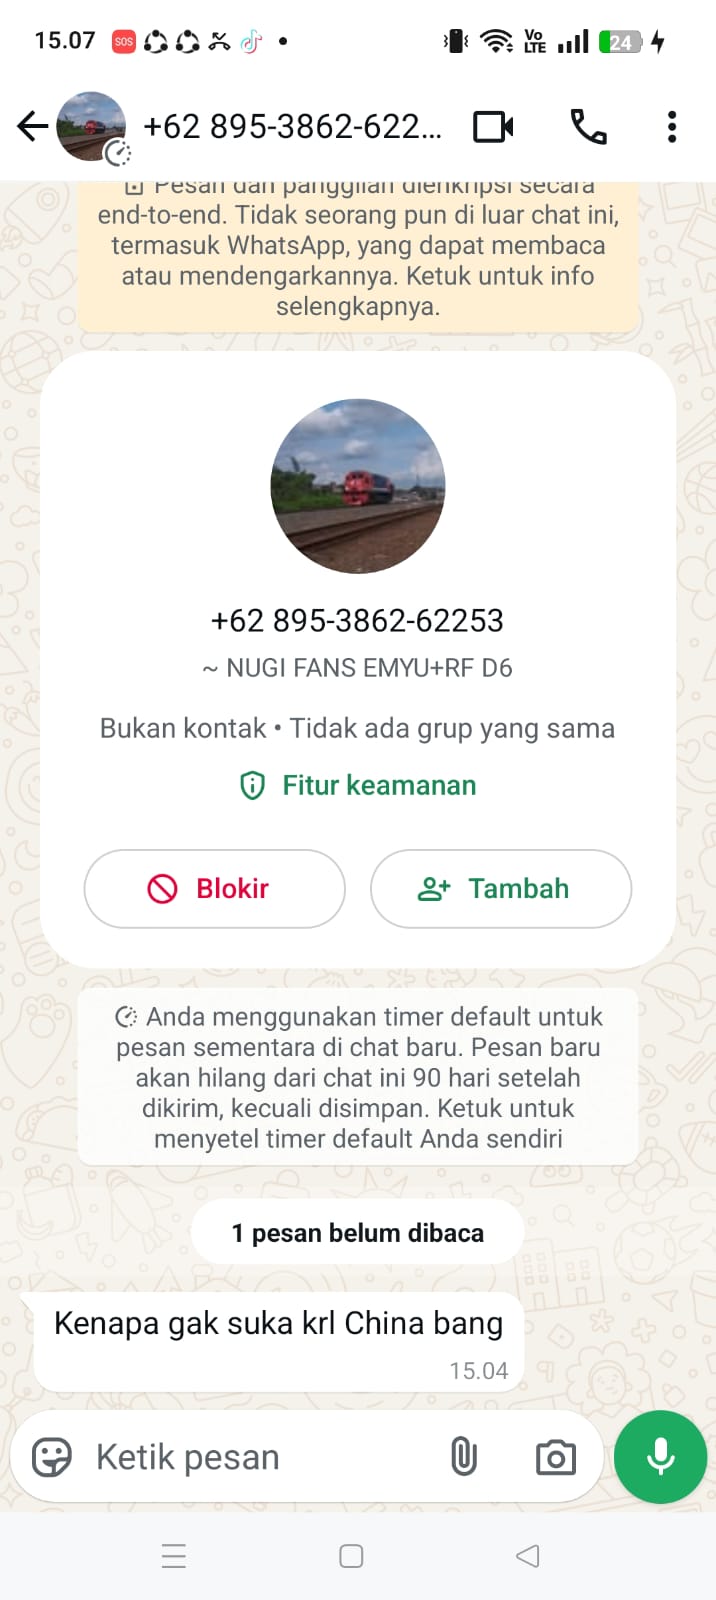 15.07
SOS
Vo
LTE
24
+62 895-3862-622...
Pesan dan panggilan dienkripsi secara
end-to-end. Tidak seorang pun di luar chat ini,
termasuk WhatsApp, yang dapat membaca
atau mendengarkannya. Ketuk untuk info
selengkapnya.
+62 895-3862-62253
~ NUGI FANS EMYU+RF D6
Bukan kontak • Tidak ada grup yang sama
Fitur keamanan
Blokir
Tambah
Anda menggunakan timer default untuk
pesan sementara di chat baru. Pesan baru
akan hilang dari chat ini 90 hari setelah
dikirim, kecuali disimpan. Ketuk untuk
menyetel timer default Anda sendiri
1 pesan belum dibaca
Kenapa gak suka krl China bang
15.04
Ketik pesan